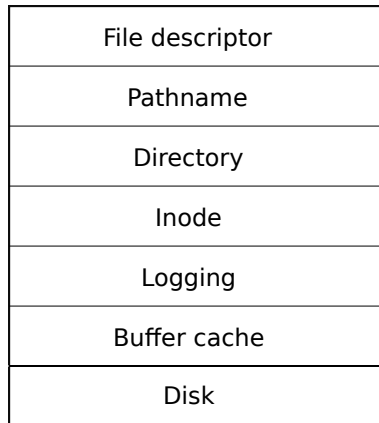 File descriptor
Pathname
Directory
Inode
Logging
Buffer cache
Disk